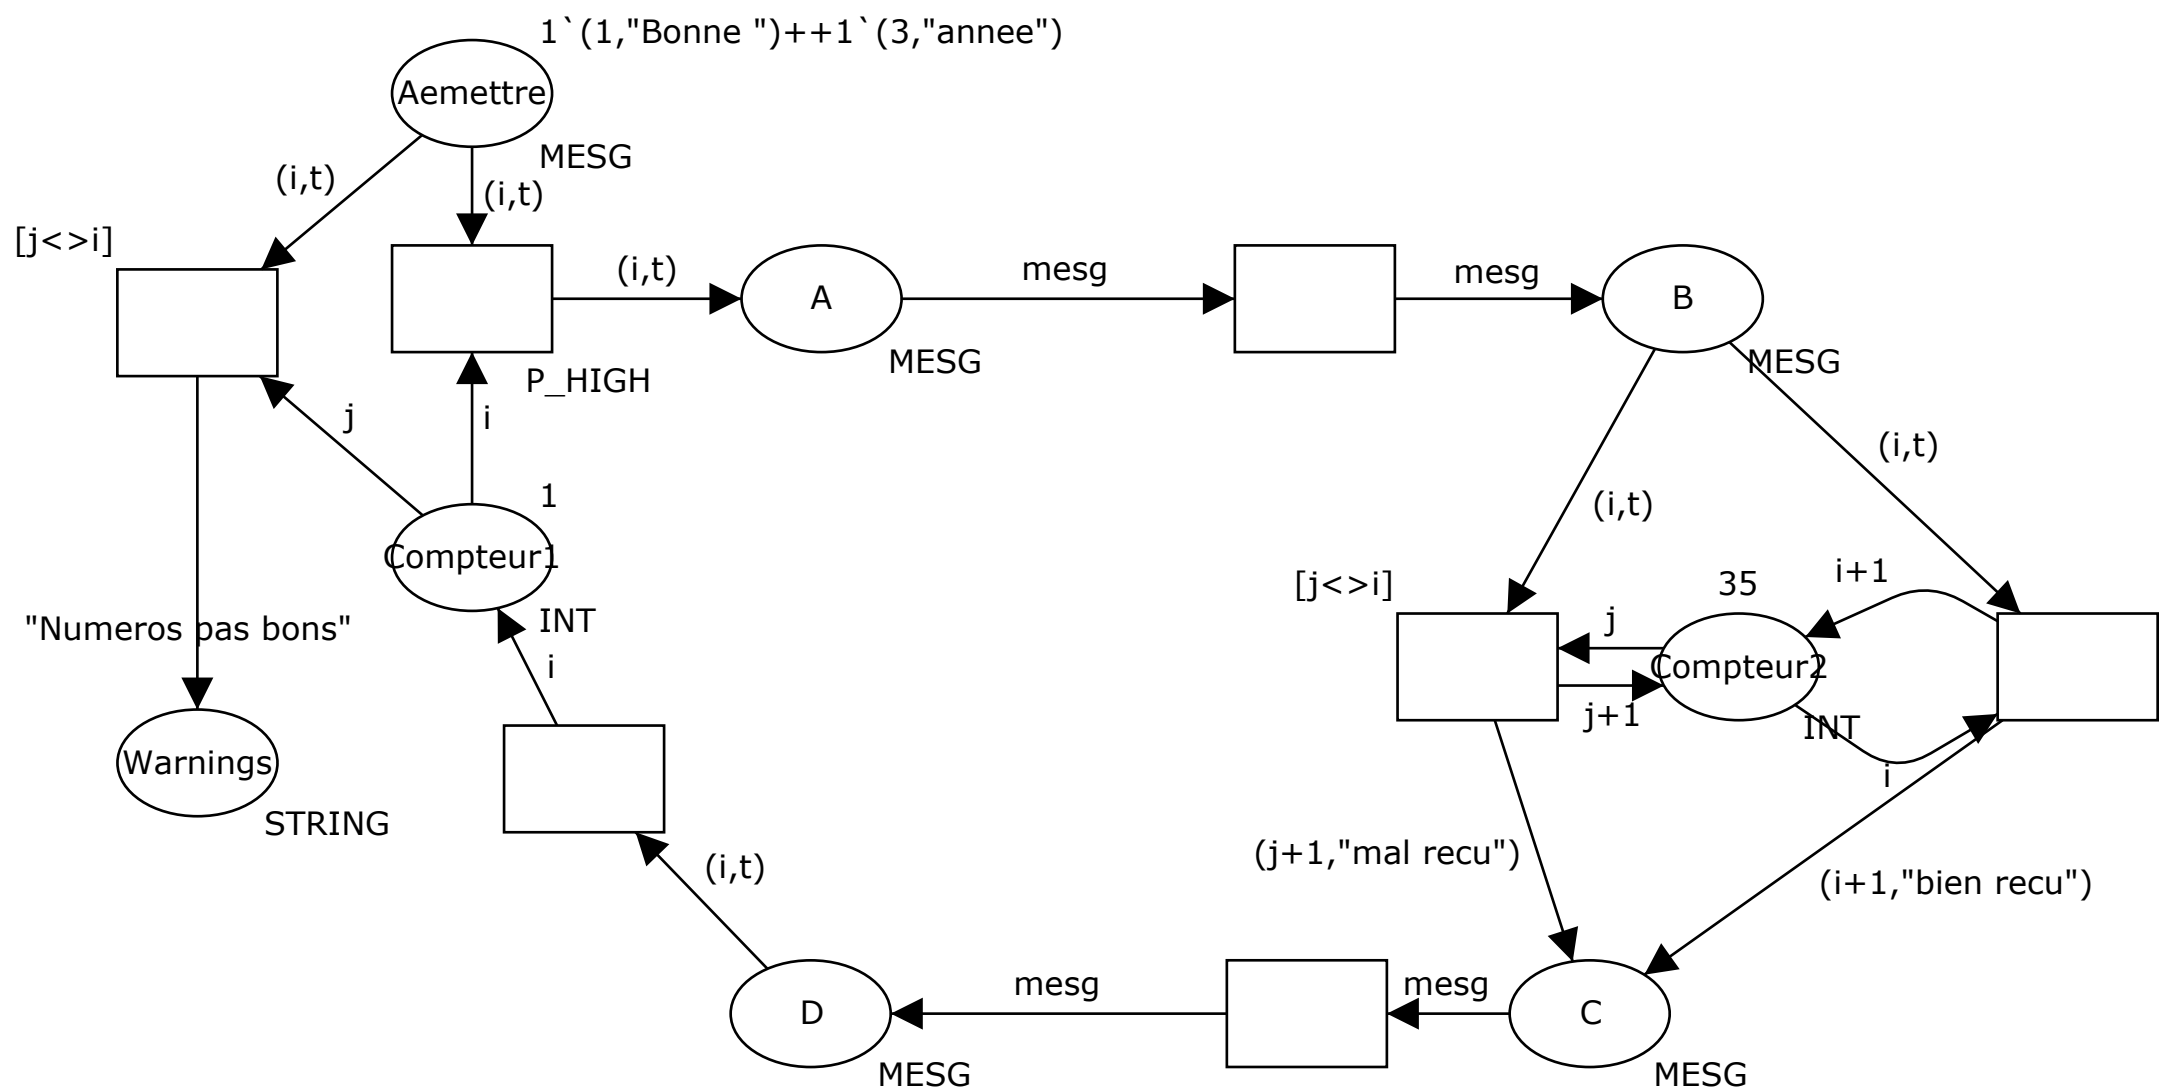 1`(1,"Bonne ")++1`(3,"annee")
Aemettre
MESG
(i,t)
(i,t)
[j<>i]
(i,t)
A
mesg
mesg
B
MESG
MESG
P_HIGH
j
i
(i,t)
1
(i,t)
Compteur1
[j<>i]
35
i+1
INT
j
"Numeros pas bons"
i
Compteur2
j+1
INT
Warnings
i
STRING
(i,t)
(j+1,"mal recu")
(i+1,"bien recu")
mesg
mesg
D
C
MESG
MESG